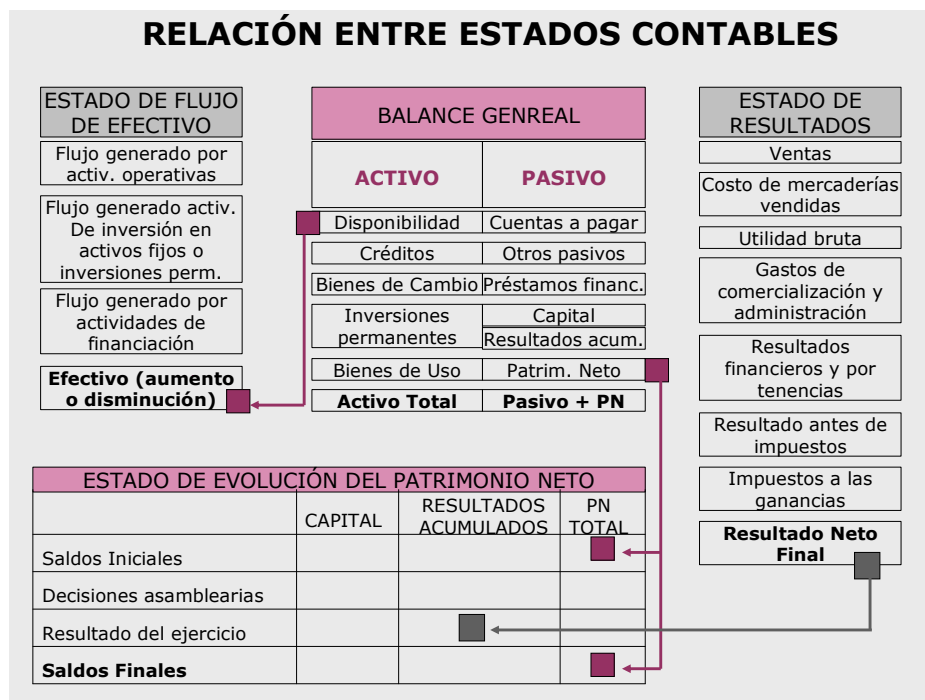 RELACIÓN ENTRE ESTADOS CONTABLES
ESTADO DE FLUJO
DE EFECTIVO
Flujo generado por
activ. operativas
Flujo generado activ.
De inversión en
activos fijos o
inversiones perm.
Flujo generado por
actividades de
financiación
Efectivo (aumento
o disminución)
BALANCE GENREAL
ACTIVO
PASIVO
Disponibilidad
Cuentas a pagar
Créditos
Otros pasivos
Bienes de Cambio
Préstamos financ.
Inversiones
permanentes
Capital
Resultados acum.
Bienes de Uso
Patrim. Neto
Activo Total
Pasivo + PN
ESTADO DE
RESULTADOS
Ventas
Costo de mercaderías
vendidas
Utilidad bruta
Gastos de
comercialización y
administración
Resultados
financieros y por
tenencias
Resultado antes de
impuestos
Impuestos a las
ganancias
Resultado Neto
Final
ESTADO DE EVOLUCIÓN DEL PATRIMONIO NETO
CAPITAL
RESULTADOS
ACUMULADOS
PN
TOTAL
Saldos Iniciales
Decisiones asamblearias
Resultado del ejercicio
Saldos Finales